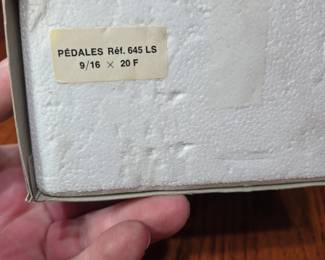 PÉDALES Réf. 645 LS
9/16 × 20 F